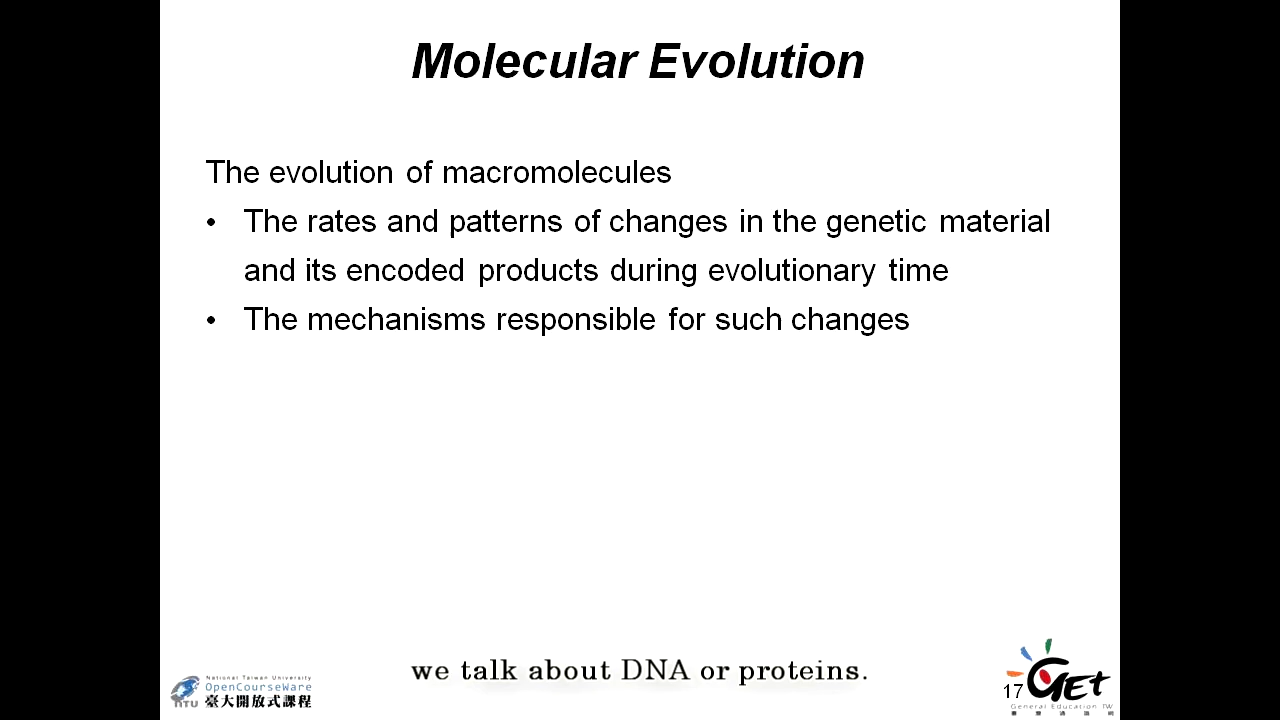 Molecular Evolution
The evolution of macromolecules
• The rates and patterns of changes in the genetic material
and its encoded products during evolutionary time
• The mechanisms responsible for such changes
we talk about DNA or proteins.
National Taiwan University
OpenCourseWare
NTU 臺大開放式課程
17 GET
General Education TW